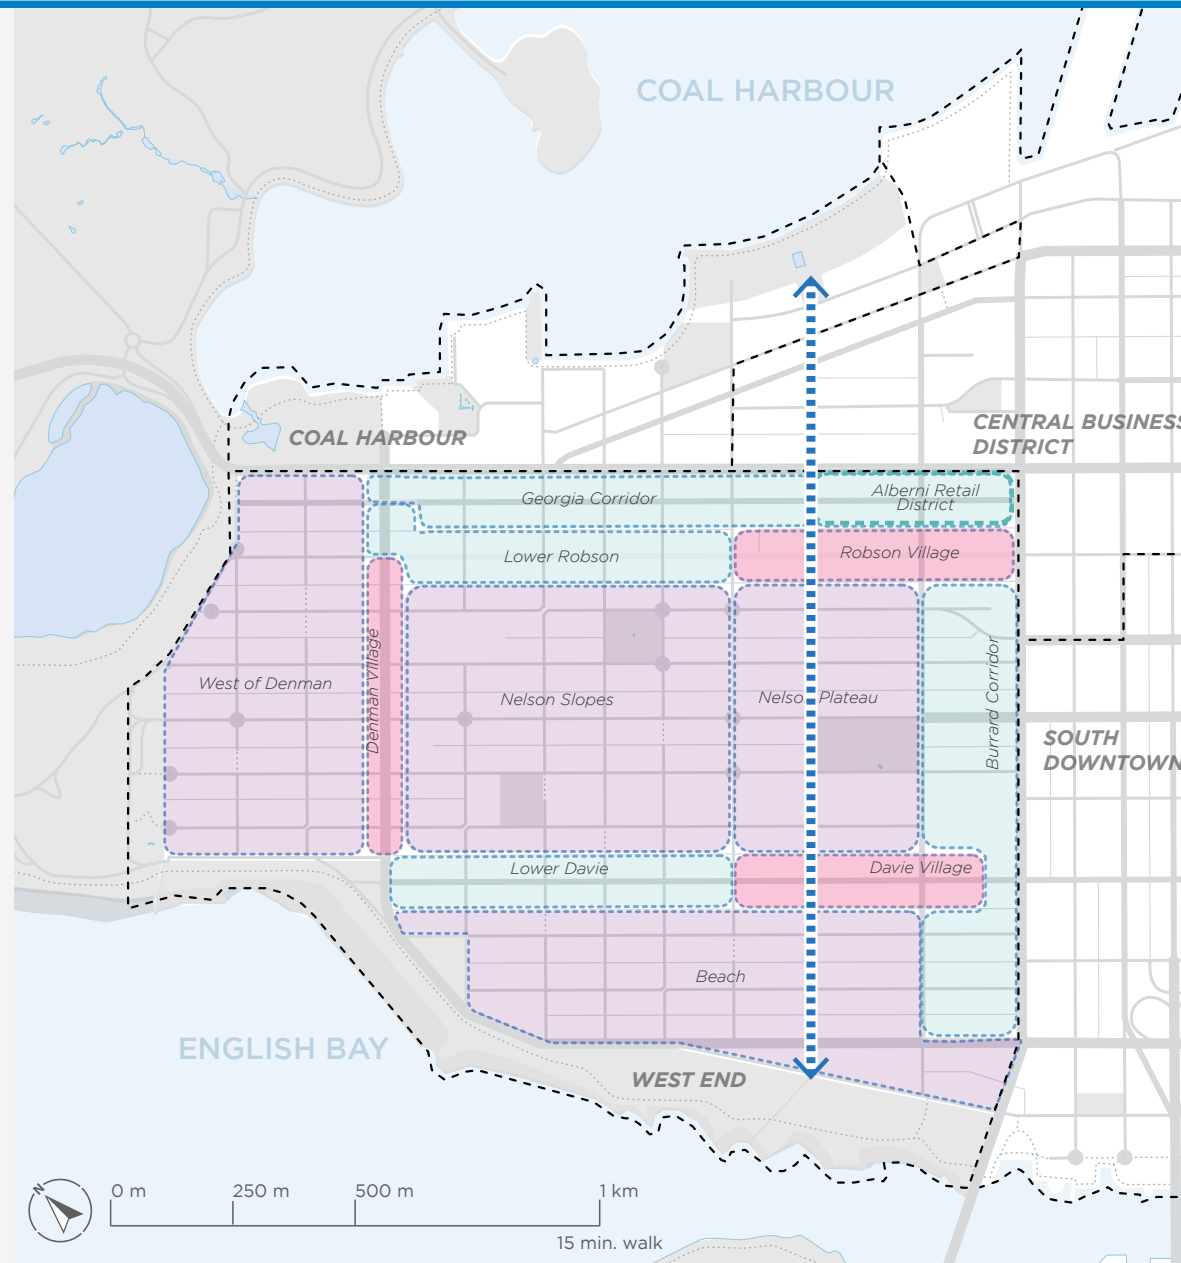 COAL HARBOUR
COAL HARBOUR
CENTRAL BUSINESS
DISTRICT
Georgia Corridor
Alberni Retail
District
Lower Robson
Robson Village
West of Denman
Denman Village
Nelson Slopes
Nelson Plateau
Burrard Corridor
SOUTH
DOWNTOWN
Lower Davie
Davie Village
Beach
ENGLISH BAY
WEST END
N
0 m
250 m
500 m
1 km
15 min. walk